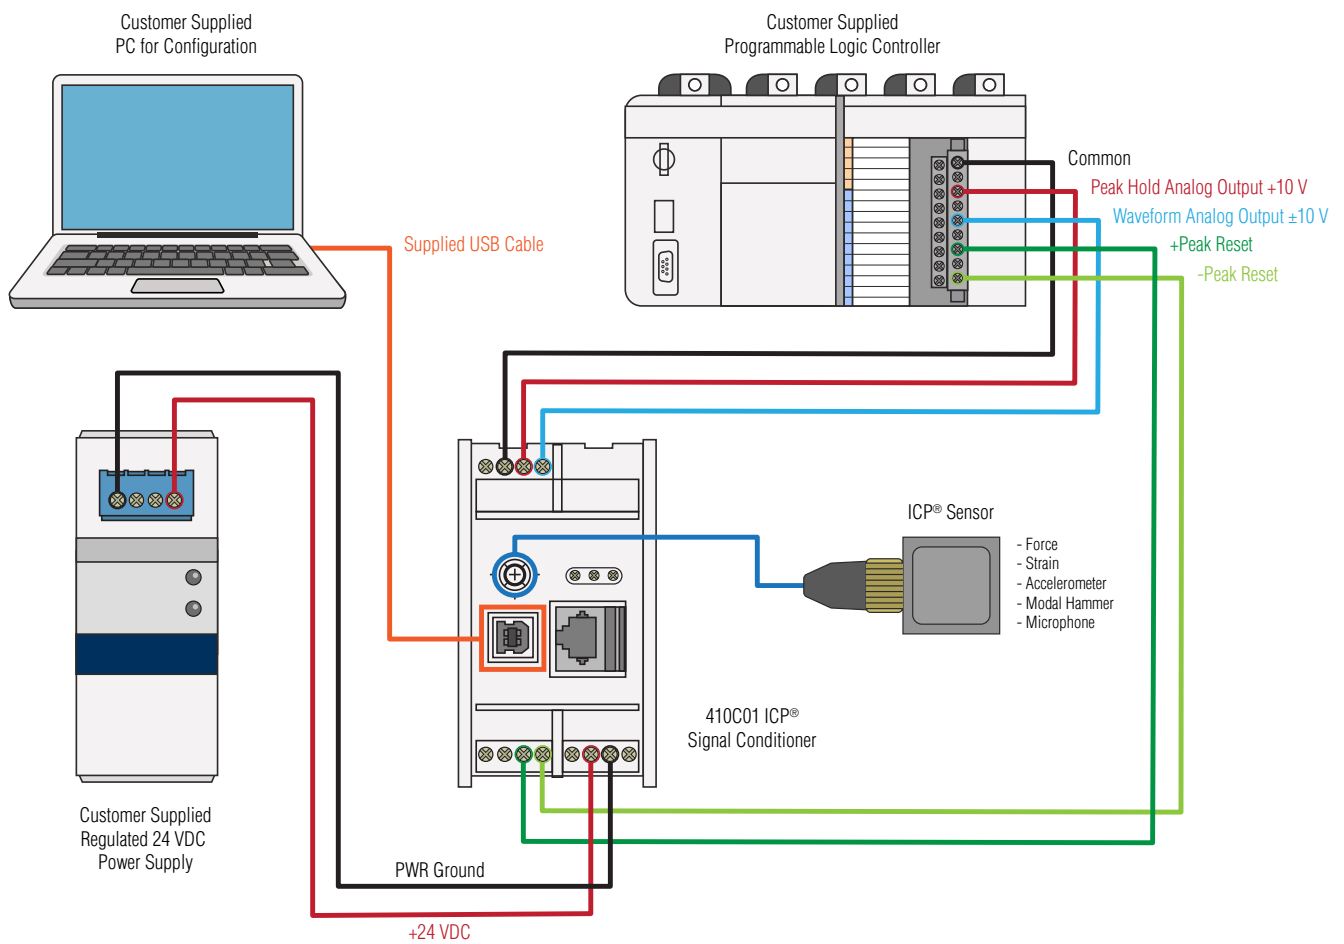 Customer Supplied
PC for Configuration
Customer Supplied
Programmable Logic Controller
Common
Peak Hold Analog Output +10 V
Waveform Analog Output ±10 V
+Peak Reset
-Peak Reset
Supplied USB Cable
ICP® Sensor
- Force
- Strain
- Accelerometer
- Modal Hammer
- Microphone
410C01 ICP®
Signal Conditioner
Customer Supplied
Regulated 24 VDC
Power Supply
PWR Ground
+24 VDC